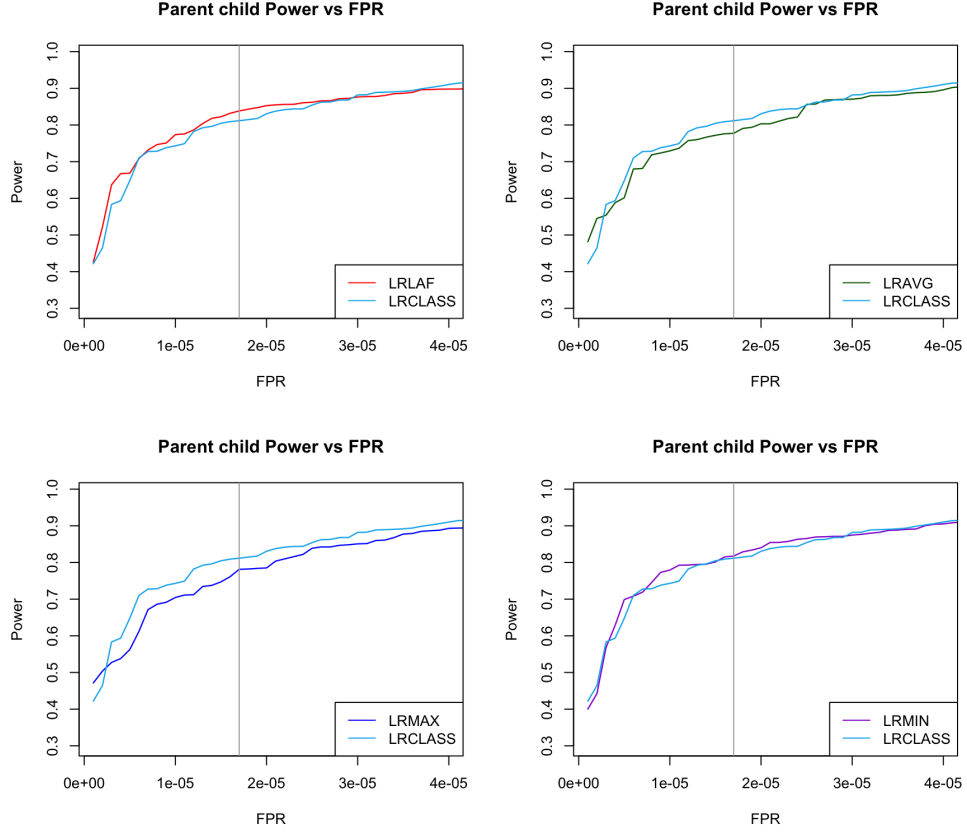 Parent child Power vs FPR
Power
1.0
0.9
0.8
0.7
0.6
0.5
0.4
0.3
LRLAF
LRCLASS
0e+00 1e-05 2e-05 3e-05 4e-05
FPR
Parent child Power vs FPR
Power
1.0
0.9
0.8
0.7
0.6
0.5
0.4
0.3
LRAVG
LRCLASS
0e+00 1e-05 2e-05 3e-05 4e-05
FPR
Parent child Power vs FPR
Power
1.0
0.9
0.8
0.7
0.6
0.5
0.4
0.3
LRMAX
LRCLASS
0e+00 1e-05 2e-05 3e-05 4e-05
FPR
Parent child Power vs FPR
Power
1.0
0.9
0.8
0.7
0.6
0.5
0.4
0.3
LRMIN
LRCLASS
0e+00 1e-05 2e-05 3e-05 4e-05
FPR